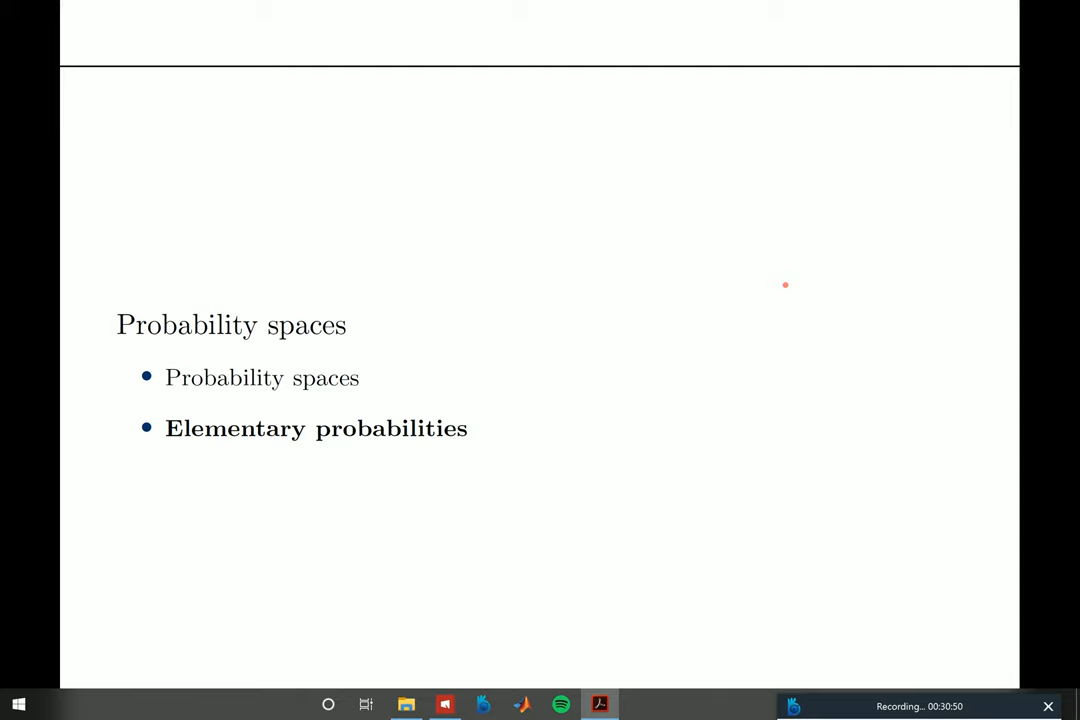 Probability spaces
• Probability spaces
• Elementary probabilities
Recording... 00:30:50